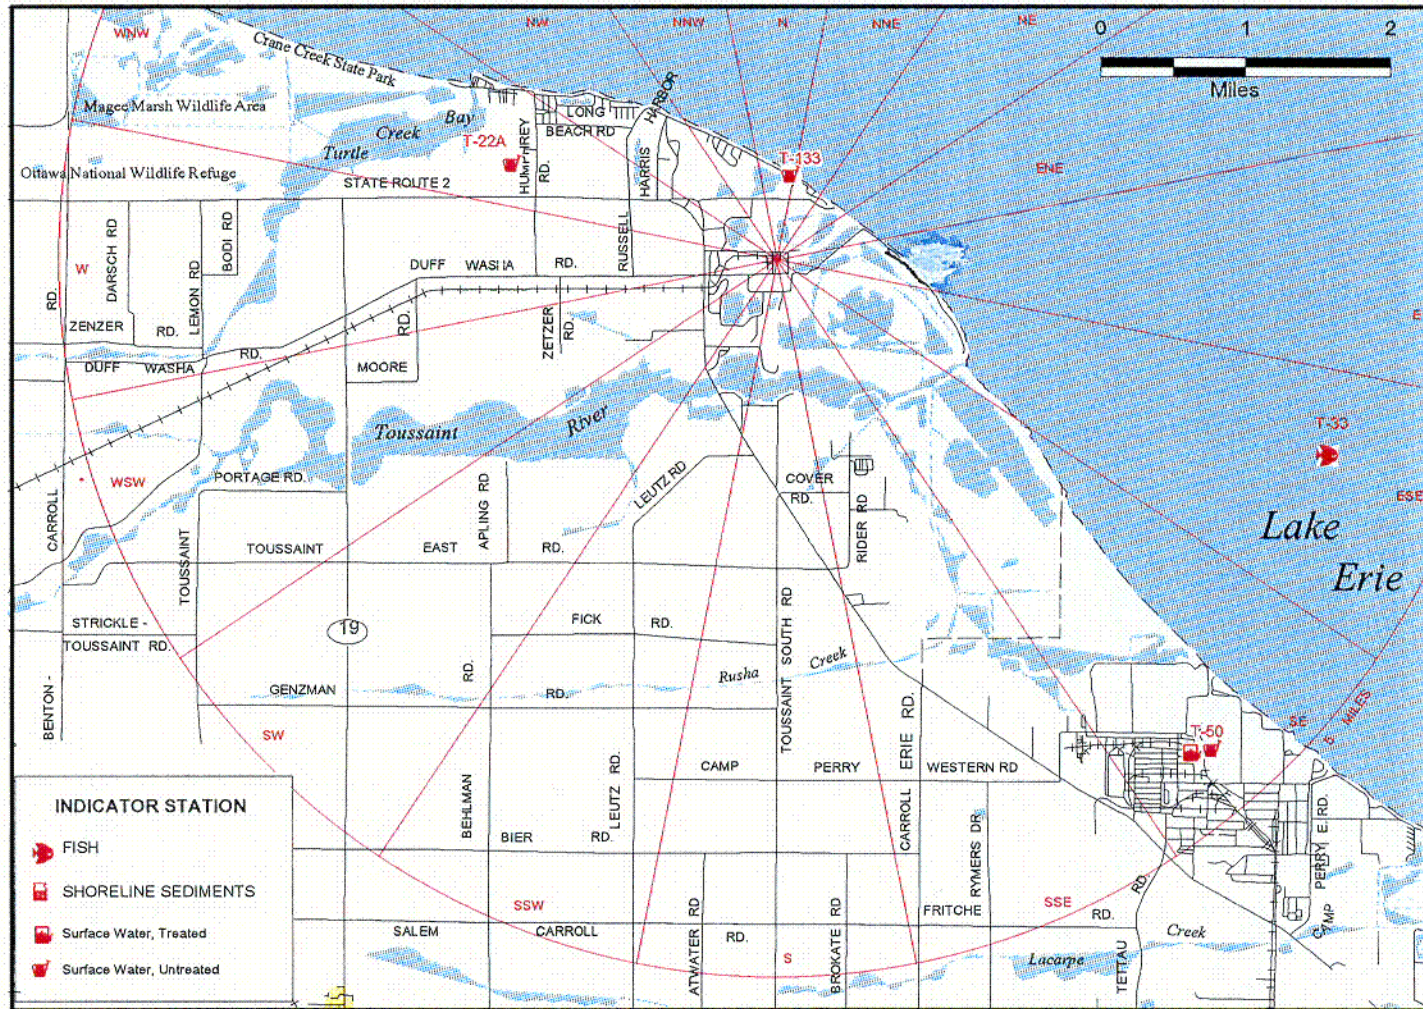 NW
NNW
N
NNE
NE
0 1 2
Miles
WNW
Crane Creek State Park
HARBOR
Magee Marsh Wildlife Area
Turtle Creek Bay
LONG
BEACH RD
T-22A
HUMPHREY
RD.
HARRIS
T-133
ENE
Ottawa National Wildlife Refuge
STATE ROUTE 2
RUSSELL
W
RD.
DARSCH RD
LEMON RD
BODI RD
DUFF WASHA RD.
ZENZER RD.
RD.
ZETZER
RD.
E
DUFF WASHA RD.
MOORE
Toussaint River
T-33
WSW
PORTAGE RD.
APLING RD
LEUTZ RD
COVER
RD.
RIDER RD
ESE
CARROLL
TOUSSAINT
TOUSSAINT EAST RD.
Lake
Erie
STRICKLE -
TOUSSAINT RD.
19
FICK RD.
TOUSSAINT SOUTH RD
BENTON -
GENZMAN RD.
RD.
Rusha Creek
SW
CARROLL ERIE RD.
T-50
SE
5 MILES
CAMP PERRY WESTERN RD
INDICATOR STATION
FISH
SHORELINE SEDIMENTS
Surface Water, Treated
Surface Water, Untreated
BEHLMAN
BIER RD.
LEUTZ RD.
RYMERS DR
CAMP PERRY E. RD.
SSW
ATWATER RD
BROKATE RD
FRITCHE RD.
SSE
RD
TETTAU
SALEM CARROLL RD.
S
Lacarpe Creek